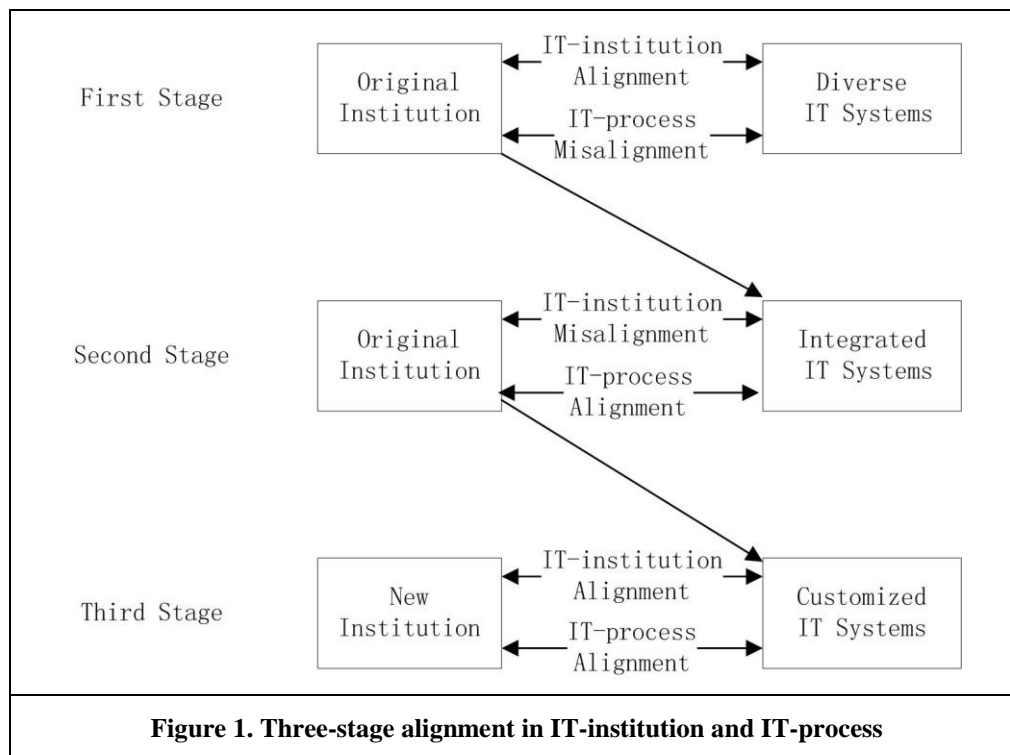 First Stage
Original
Institution
IT-institution
Alignment
IT-process
Misalignment
Diverse
IT Systems
Second Stage
Original
Institution
IT-institution
Misalignment
IT-process
Alignment
Integrated
IT Systems
Third Stage
New
Institution
IT-institution
Alignment
IT-process
Alignment
Customized
IT Systems
Figure 1. Three-stage alignment in IT-institution and IT-process